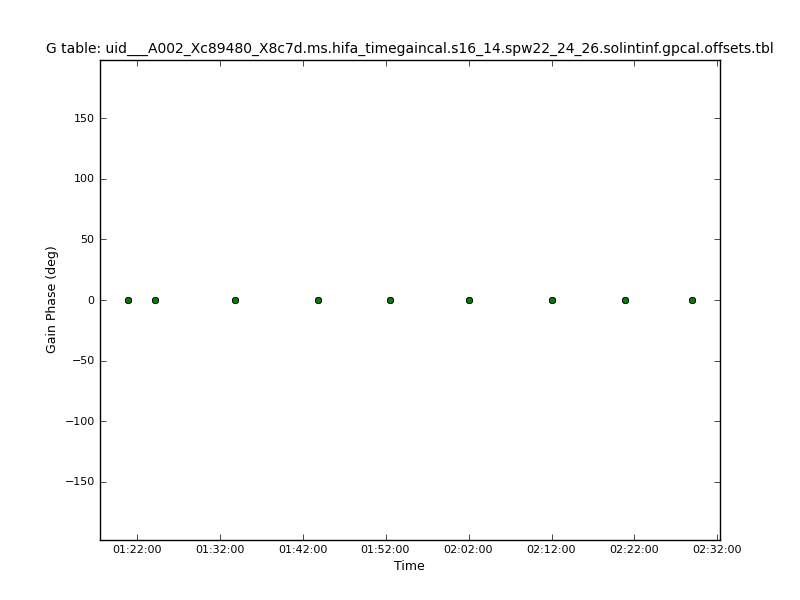 G table: uid___A002_Xc89480_X8c7d.ms.hifa_timegaincal.s16_14.spw22_24_26.solintinf.gpcal.offsets.tbl
150
100
50
0
−50
−100
−150
Gain Phase (deg)
01:22:00 01:32:00 01:42:00 01:52:00 02:02:00 02:12:00 02:22:00 02:32:00
Time